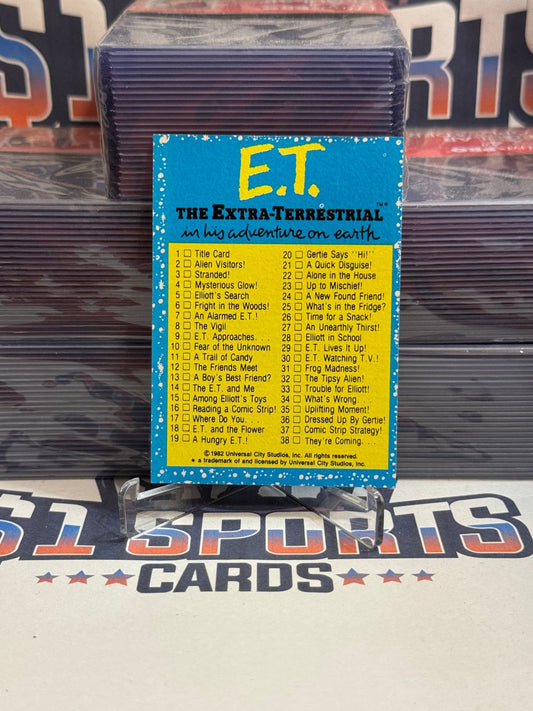 $1 SPORTS
E.T.
THE EXTRA-TERRESTRIAL ™*
in his adventure on earth
1 □ Title Card
2 □ Alien Visitors!
3 □ Stranded!
4 □ Mysterious Glow!
5 □ Elliott's Search
6 □ Fright in the Woods!
7 □ An Alarmed E.T.!
8 □ The Vigil
9 □ E.T. Approaches. . .
10 □ Fear of the Unknown
11 □ A Trail of Candy
12 □ The Friends Meet
13 □ A Boy's Best Friend?
14 □ The E.T. and Me
15 □ Among Elliott's Toys
16 □ Reading a Comic Strip!
17 □ Where Do You. . .
18 □ E.T. and the Flower
19 □ A Hungry E.T.!
20 □ Gertie Says "Hi!"
21 □ A Quick Disguise!
22 □ Alone in the House
23 □ Up to Mischief!
24 □ A New Found Friend!
25 □ What's in the Fridge?
26 □ Time for a Snack!
27 □ An Unearthly Thirst!
28 □ Elliott in School
29 □ E.T. Lives It Up!
30 □ E.T. Watching T.V.!
31 □ Frog Madness!
32 □ The Tipsy Alien!
33 □ Trouble for Elliott!
34 □ What's Wrong. . .
35 □ Uplifting Moment!
36 □ Dressed Up By Gertie!
37 □ Comic Strip Strategy!
38 □ They're Coming. . .
©1982 Universal City Studios, Inc. All rights reserved.
* a trademark of and licensed by Universal City Studios, Inc.
$1 SPORTS
CARDS